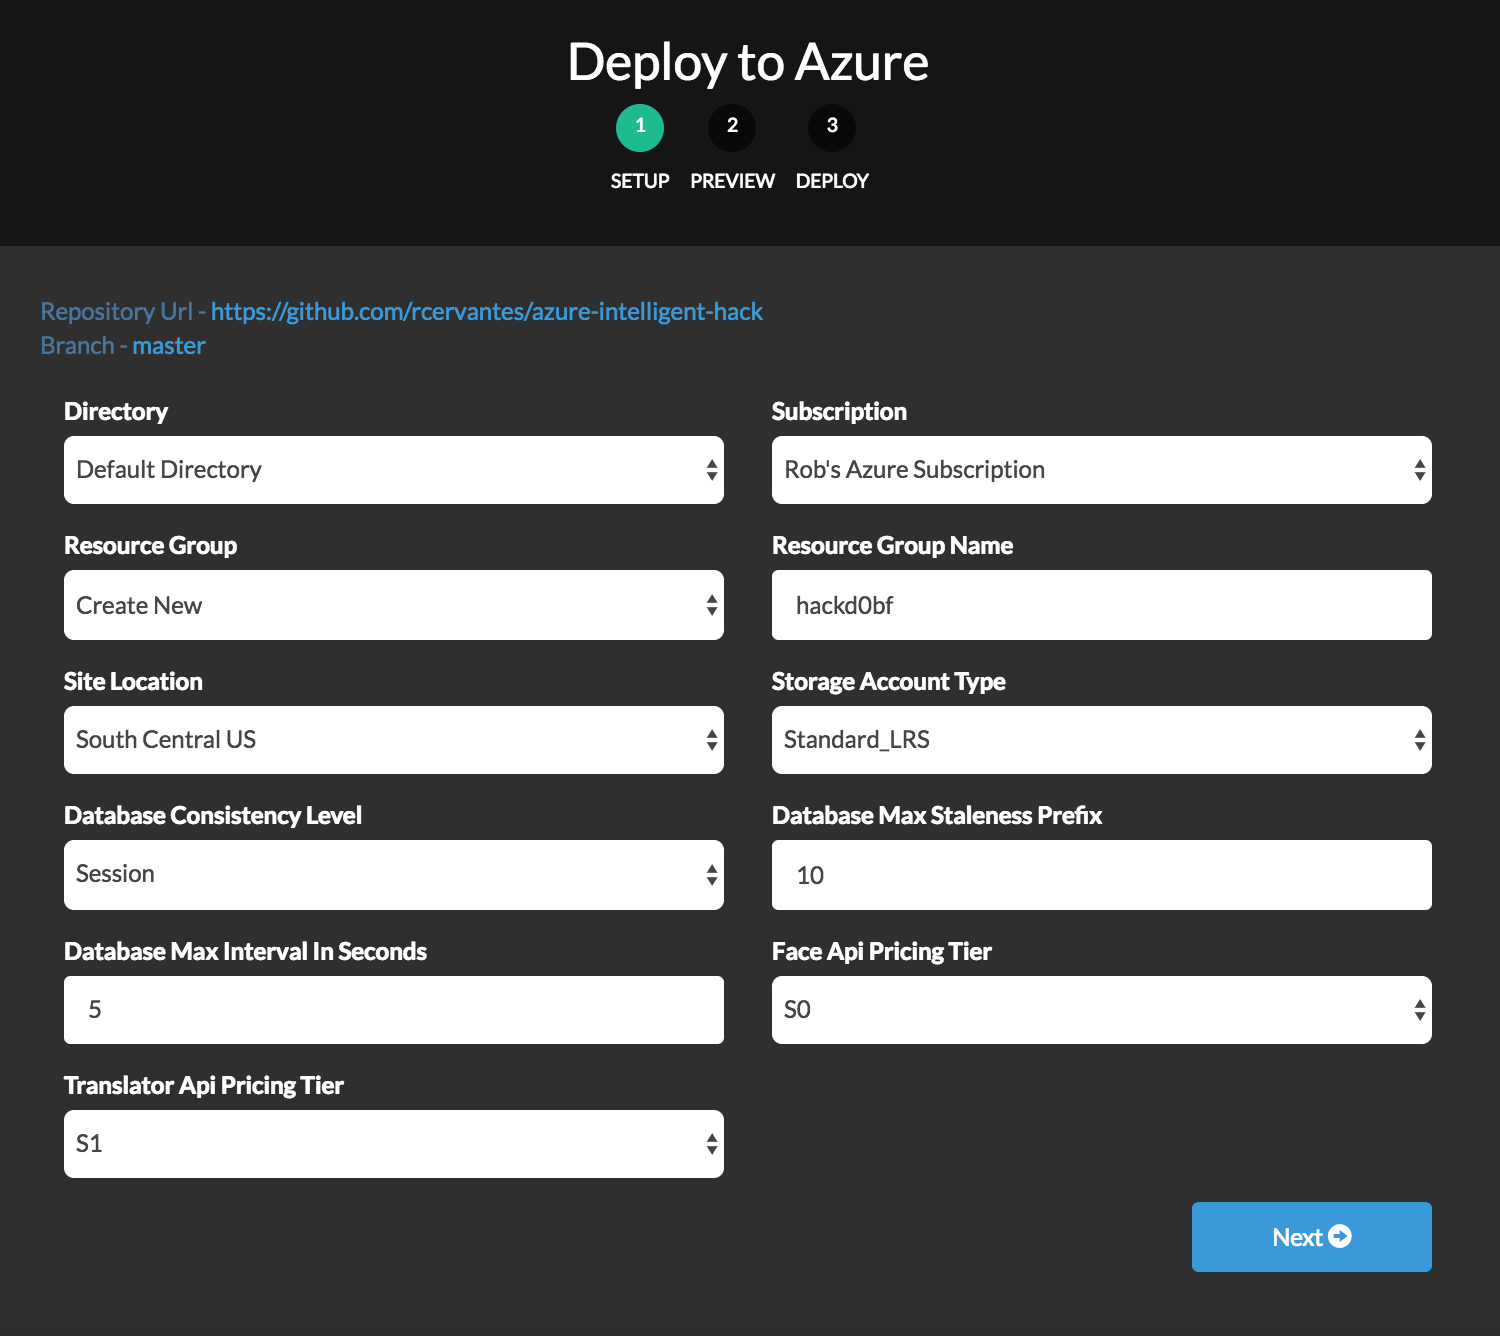 Deploy to Azure
1 2 3
SETUP PREVIEW DEPLOY
Repository Url - https://github.com/rcervantes/azure-intelligent-hack
Branch - master
Directory Subscription
Default Directory Rob's Azure Subscription
Resource Group Resource Group Name
Create New hackd0bf
Site Location Storage Account Type
South Central US Standard_LRS
Database Consistency Level Database Max Staleness Prefix
Session 10
Database Max Interval In Seconds Face Api Pricing Tier
5 S0
Translator Api Pricing Tier
S1
Next